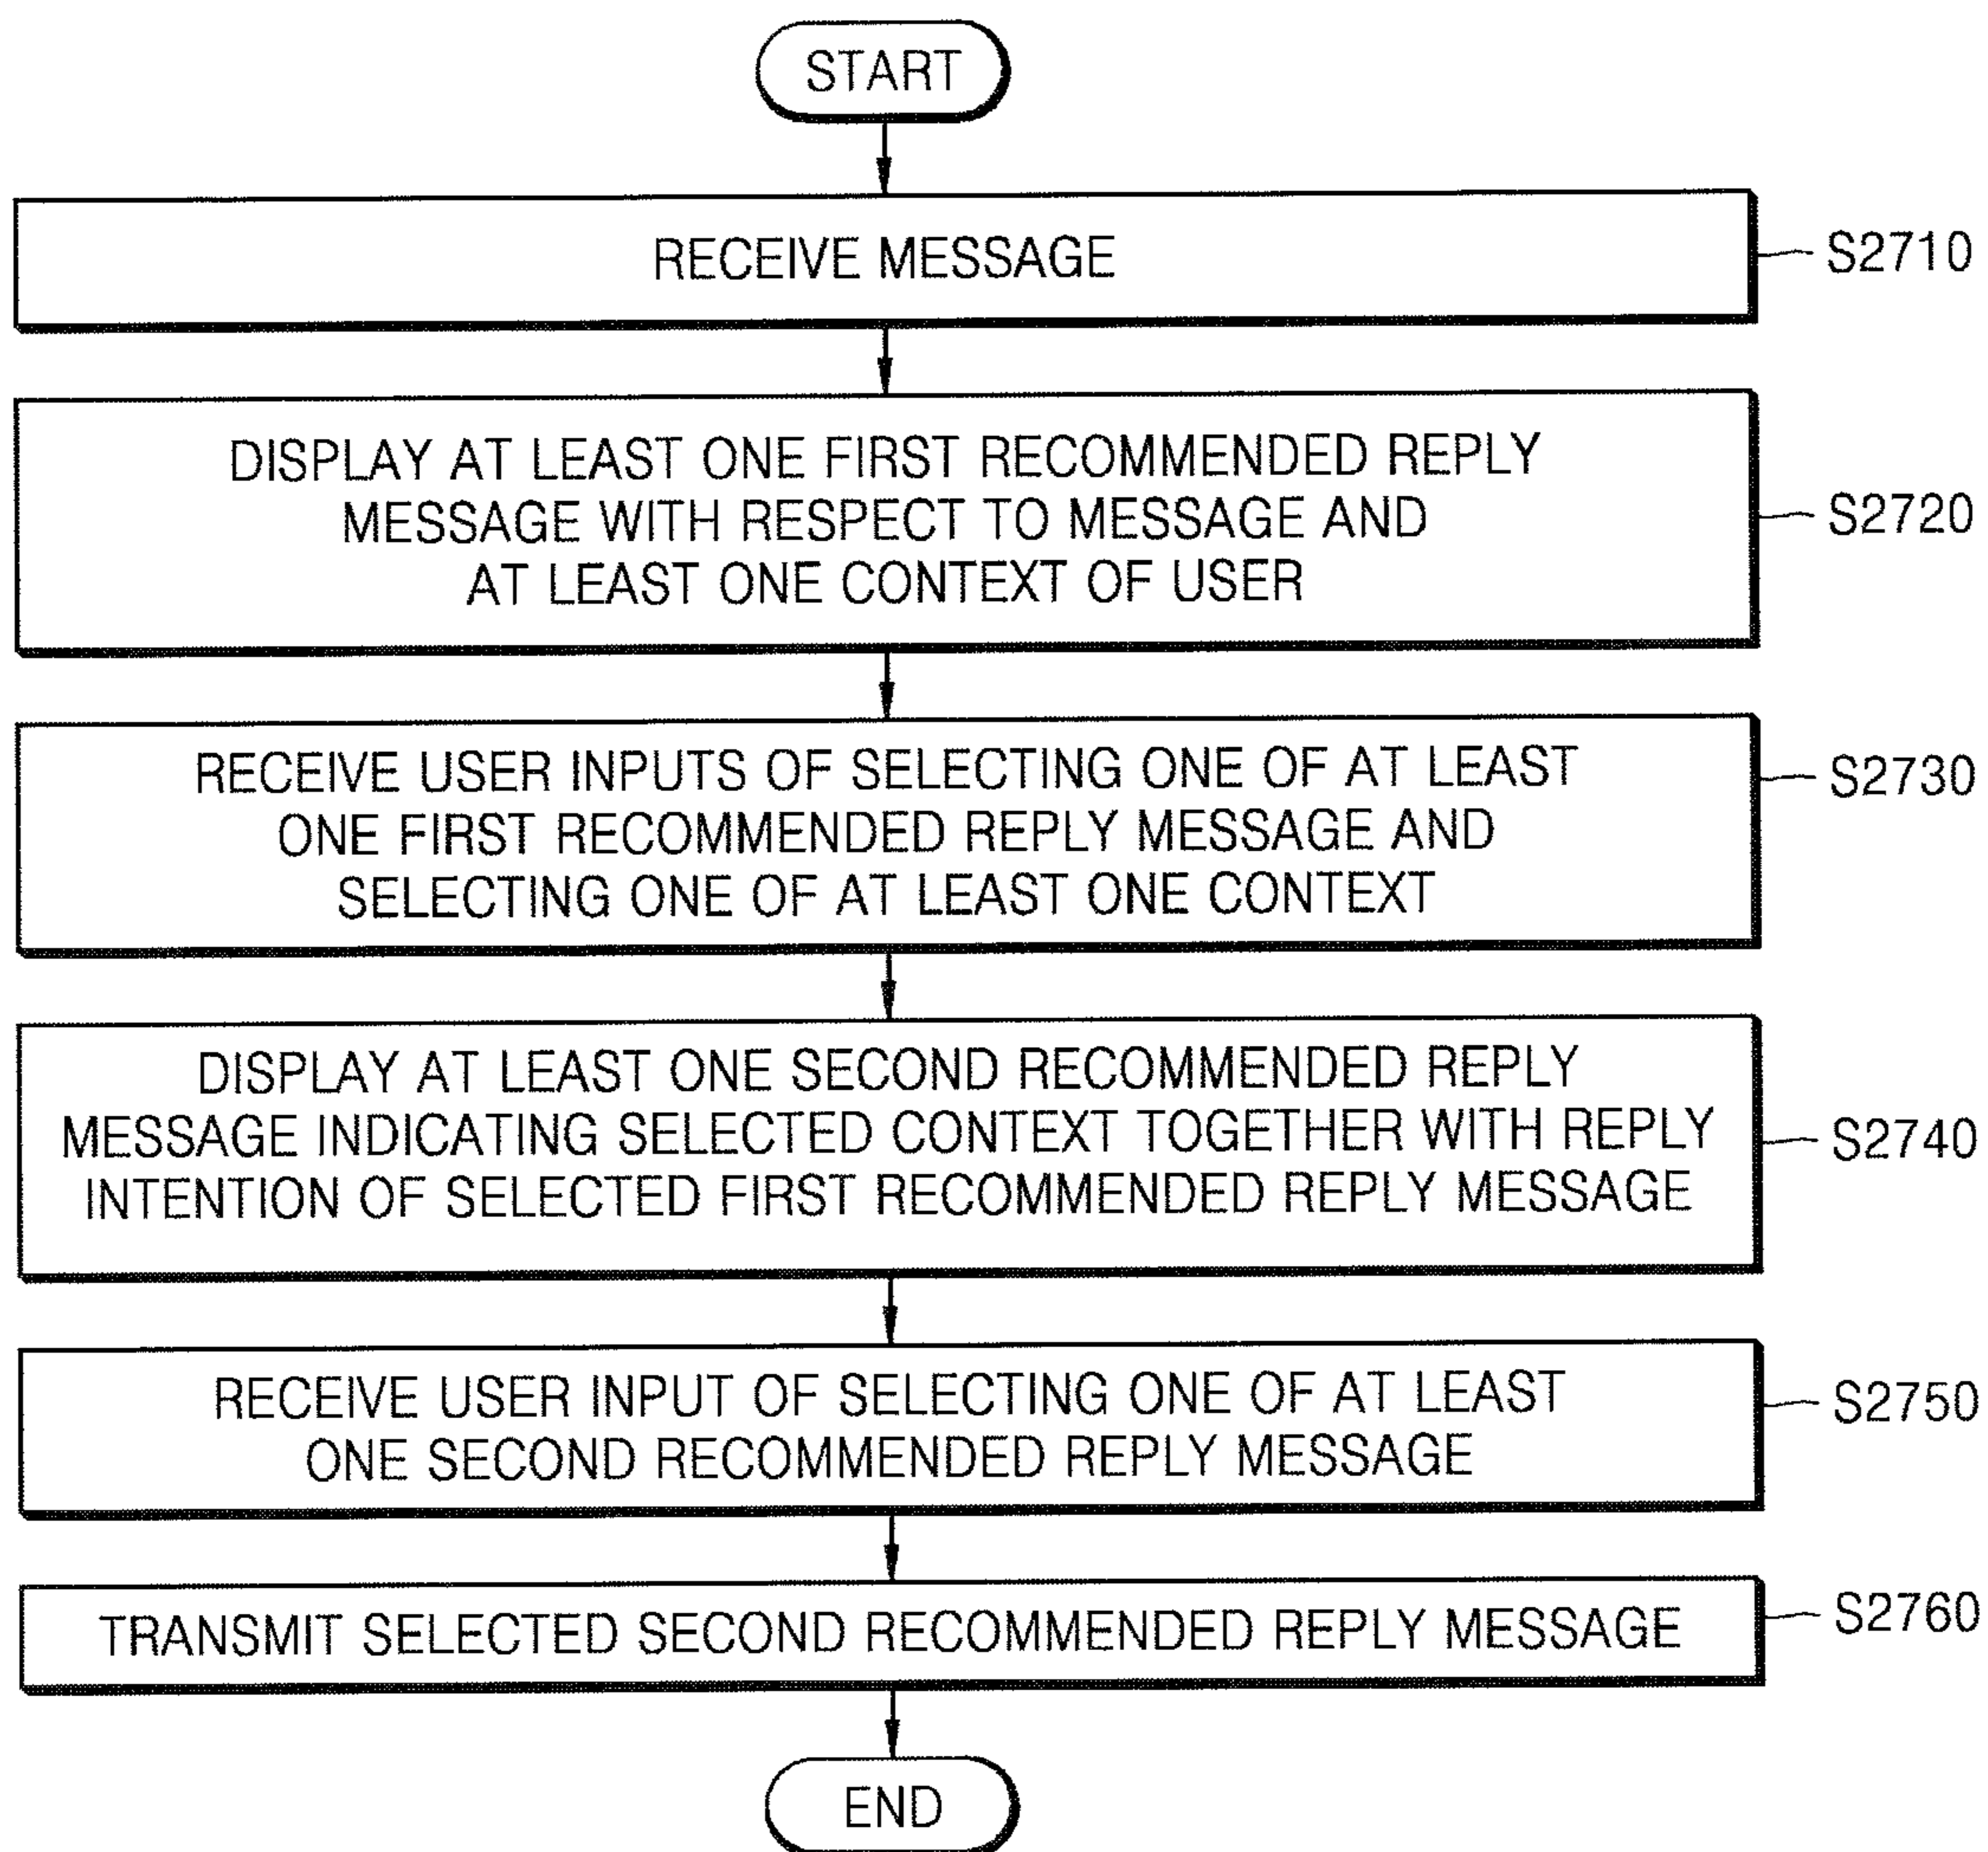 START
RECEIVE MESSAGE
S2710
DISPLAY AT LEAST ONE FIRST RECOMMENDED REPLY
MESSAGE WITH RESPECT TO MESSAGE AND
AT LEAST ONE CONTEXT OF USER
S2720
RECEIVE USER INPUTS OF SELECTING ONE OF AT LEAST
ONE FIRST RECOMMENDED REPLY MESSAGE AND
SELECTING ONE OF AT LEAST ONE CONTEXT
S2730
DISPLAY AT LEAST ONE SECOND RECOMMENDED REPLY
MESSAGE INDICATING SELECTED CONTEXT TOGETHER WITH REPLY
INTENTION OF SELECTED FIRST RECOMMENDED REPLY MESSAGE
S2740
RECEIVE USER INPUT OF SELECTING ONE OF AT LEAST
ONE SECOND RECOMMENDED REPLY MESSAGE
S2750
TRANSMIT SELECTED SECOND RECOMMENDED REPLY MESSAGE
S2760
END